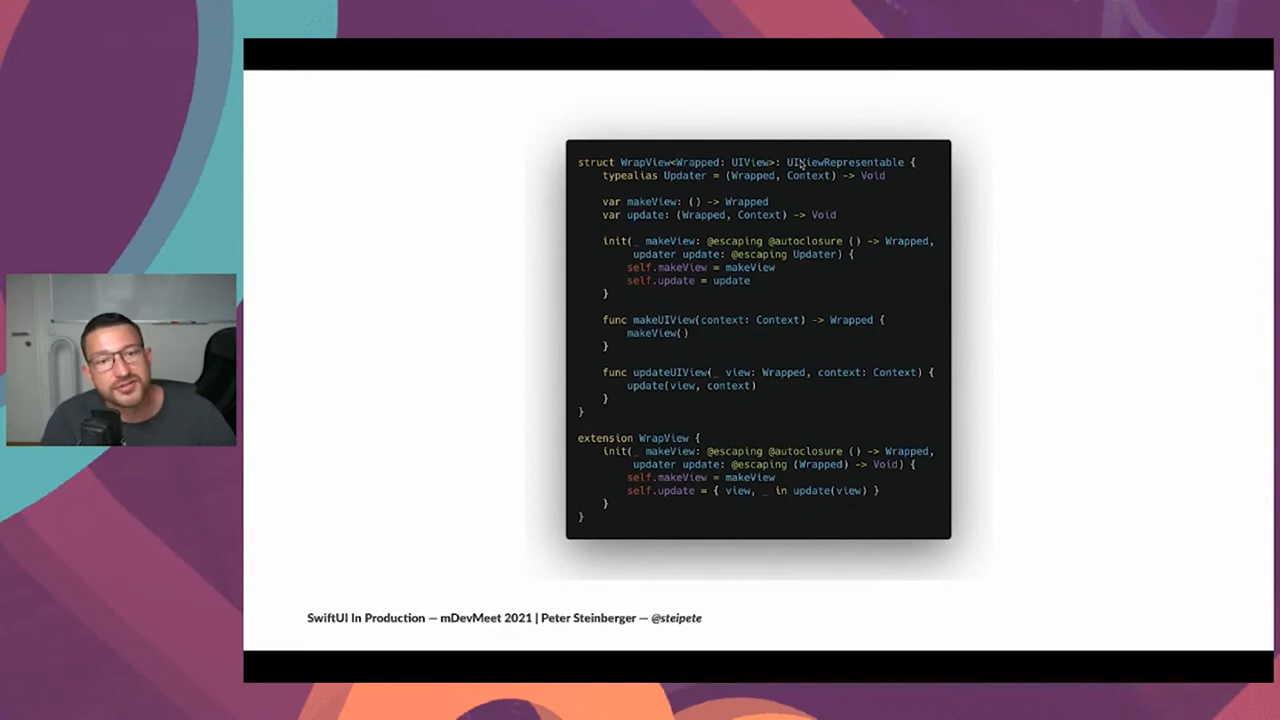 struct WrapView<Wrapped: UIView>: UIViewRepresentable {
    typealias Updater = (Wrapped, Context) -> Void
    var makeView: () -> Wrapped
    var update: (Wrapped, Context) -> Void
    init(_ makeView: @escaping @autoclosure () -> Wrapped,
         updater update: @escaping Updater) {
        self.makeView = makeView
        self.update = update
    }
    func makeUIView(context: Context) -> Wrapped {
        makeView()
    }
    func updateUIView(_ view: Wrapped, context: Context) {
        update(view, context)
    }
}
extension WrapView {
    init(_ makeView: @escaping @autoclosure () -> Wrapped,
         updater update: @escaping (Wrapped) -> Void) {
        self.makeView = makeView
        self.update = { view, _ in update(view) }
    }
}
SwiftUI In Production — mDevMeet 2021 | Peter Steinberger — @steipete